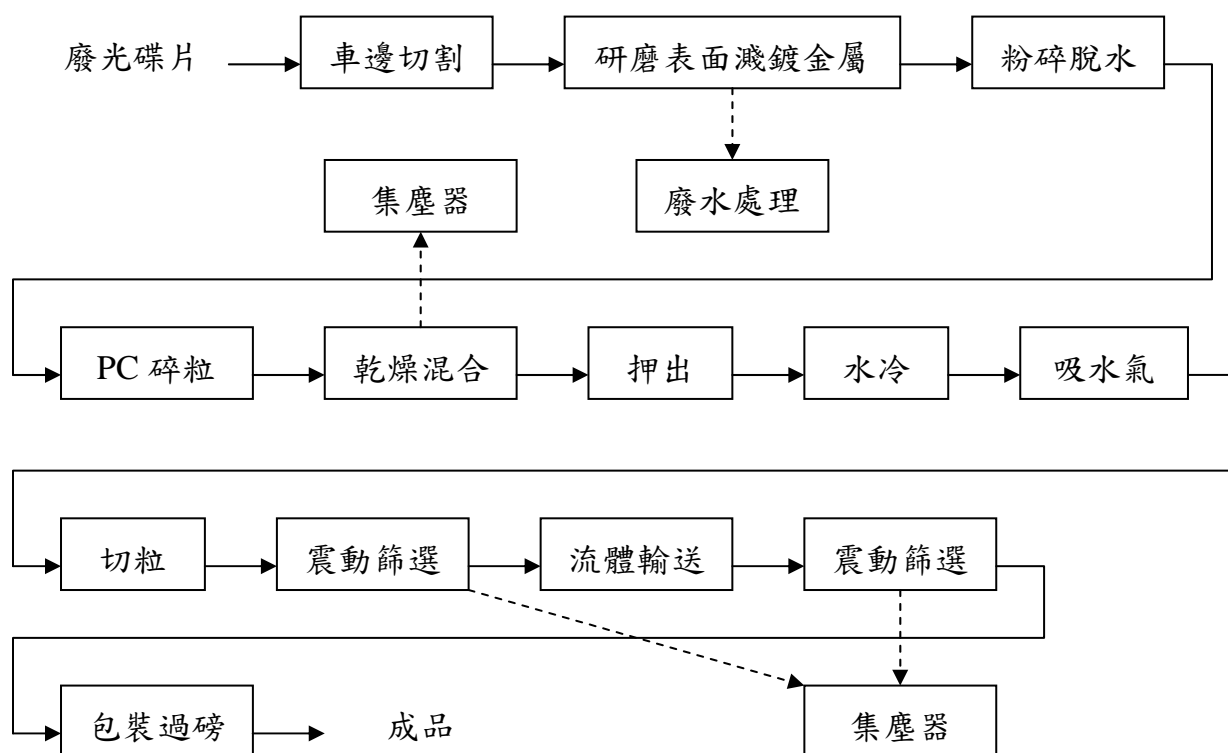 廢光碟片 車邊切割 研磨表面濺鍍金屬 粉碎脫水
集塵器 廢水處理
PC 碎粒 乾燥混合 押出 水冷 吸水氣
切粒 震動篩選 流體輸送 震動篩選
包裝過磅 成品 集塵器